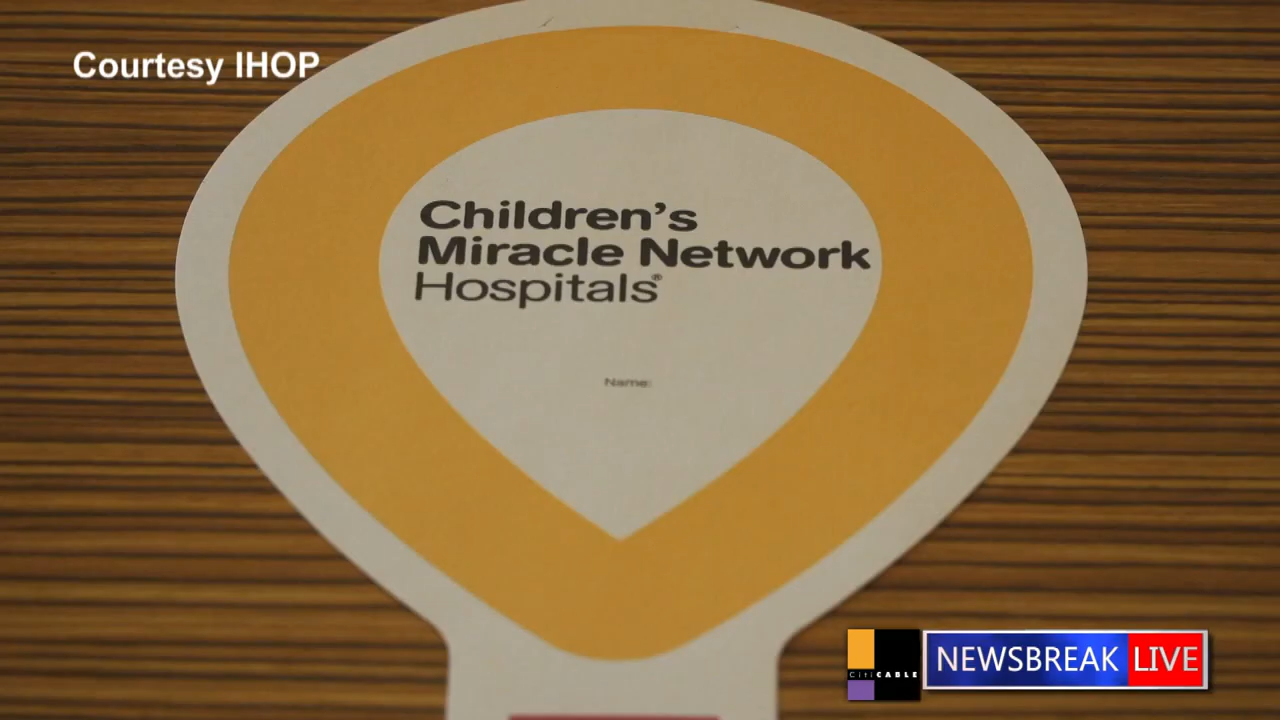 Courtesy IHOP
Children's
Miracle Network
Hospitals®
Name:
CitiCABLE
NEWSBREAK LIVE